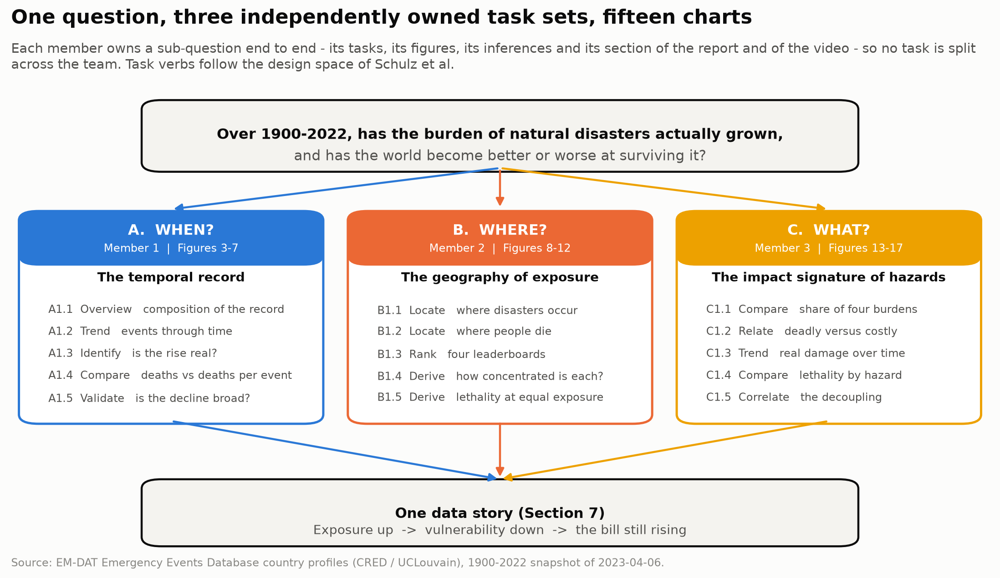 One question, three independently owned task sets, fifteen charts
Each member owns a sub-question end to end - its tasks, its figures, its inferences and its section of the report and of the video - so no task is split
across the team. Task verbs follow the design space of Schulz et al.
Over 1900-2022, has the burden of natural disasters actually grown,
and has the world become better or worse at surviving it?
A. WHEN?
Member 1 | Figures 3-7
The temporal record
A1.1 Overview composition of the record
A1.2 Trend events through time
A1.3 Identify is the rise real?
A1.4 Compare deaths vs deaths per event
A1.5 Validate is the decline broad?
B. WHERE?
Member 2 | Figures 8-12
The geography of exposure
B1.1 Locate where disasters occur
B1.2 Locate where people die
B1.3 Rank four leaderboards
B1.4 Derive how concentrated is each?
B1.5 Derive lethality at equal exposure
C. WHAT?
Member 3 | Figures 13-17
The impact signature of hazards
C1.1 Compare share of four burdens
C1.2 Relate deadly versus costly
C1.3 Trend real damage over time
C1.4 Compare lethality by hazard
C1.5 Correlate the decoupling
One data story (Section 7)
Exposure up -> vulnerability down -> the bill still rising
Source: EM-DAT Emergency Events Database country profiles (CRED / UCLouvain), 1900-2022 snapshot of 2023-04-06.